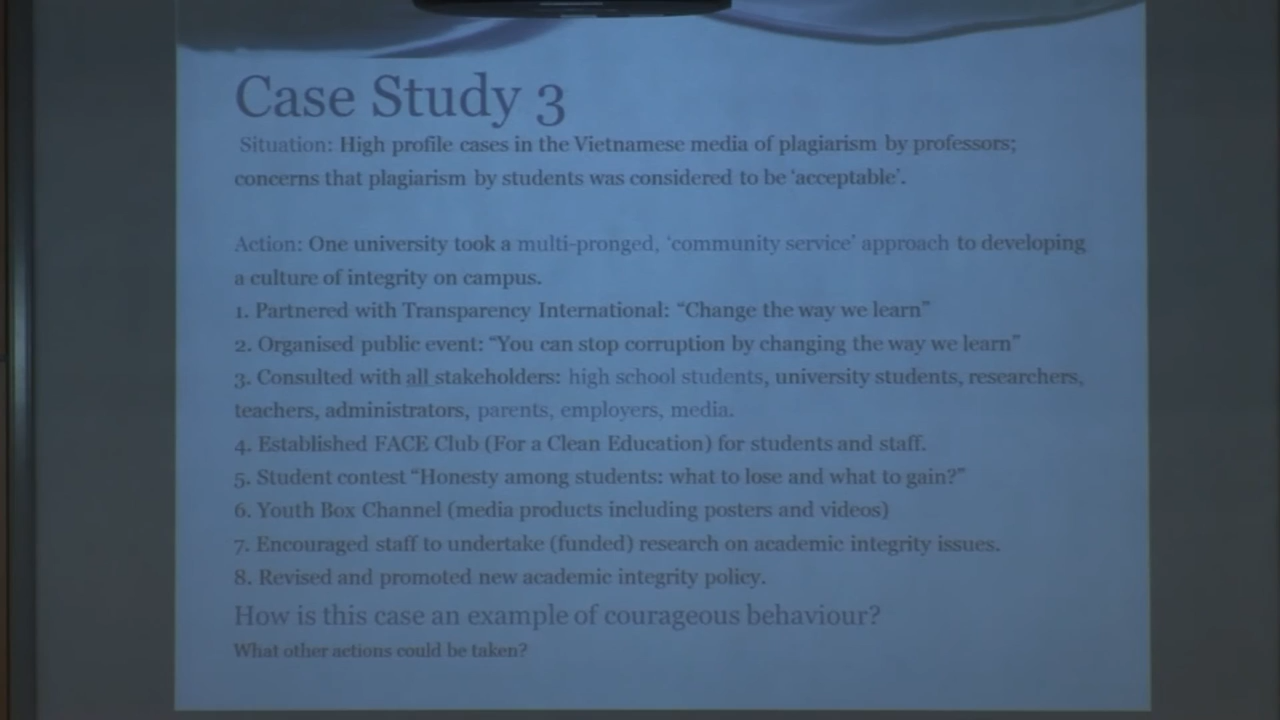 Case Study 3
Situation: High profile cases in the Vietnamese media of plagiarism by professors;
concerns that plagiarism by students was considered to be 'acceptable'.
Action: One university took a multi-pronged, 'community service' approach to developing
a culture of integrity on campus.
1. Partnered with Transparency International: "Change the way we learn"
2. Organised public event: "You can stop corruption by changing the way we learn"
3. Consulted with all stakeholders: high school students, university students, researchers,
teachers, administrators, parents, employers, media.
4. Established FACE Club (For a Clean Education) for students and staff.
5. Student contest "Honesty among students: what to lose and what to gain?"
6. Youth Box Channel (media products including posters and videos)
7. Encouraged staff to undertake (funded) research on academic integrity issues.
8. Revised and promoted new academic integrity policy.
How is this case an example of courageous behaviour?
What other actions could be taken?